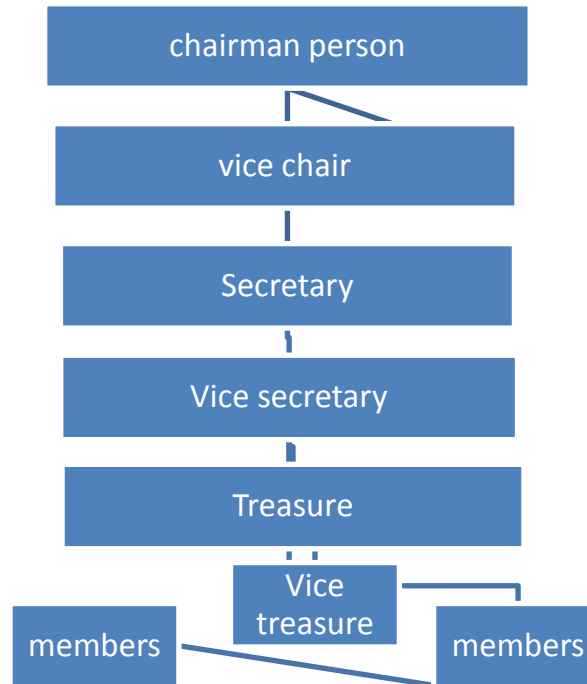 chairman person
vice chair
Secretary
Vice secretary
Treasure
Vice
treasure
members
members